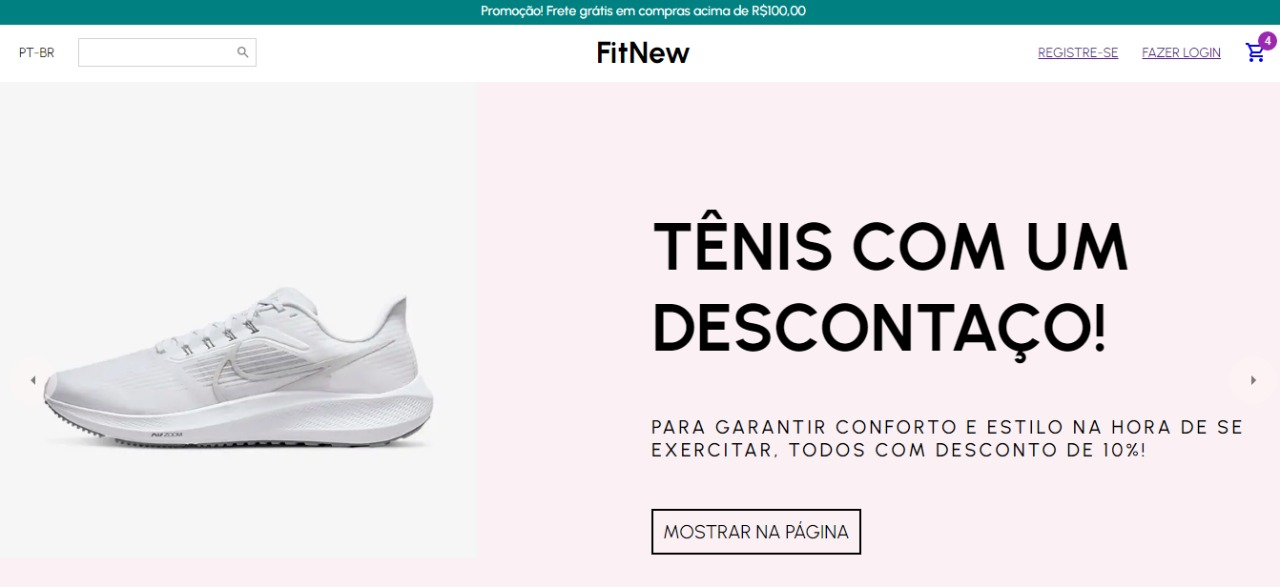 Promoção! Frete grátis em compras acima de R$100,00
PT-BR
FitNew
REGISTRE-SE
FAZER LOGIN
4
TÊNIS COM UM
DESCONTAÇO!
PARA GARANTIR CONFORTO E ESTILO NA HORA DE SE
EXERCITAR, TODOS COM DESCONTO DE 10%!
AIR ZOOM
MOSTRAR NA PÁGINA